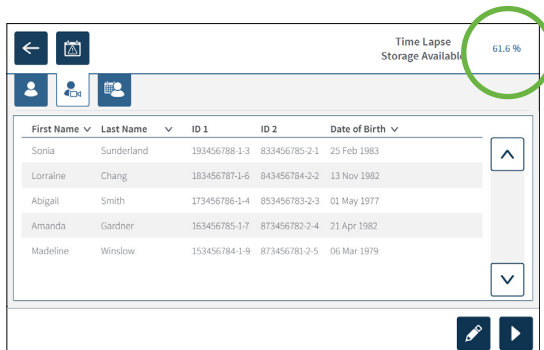 Time Lapse
Storage Available 61.6 %
First Name Last Name ID 1 ID 2 Date of Birth
Sonia Sunderland 193456788-1-3 833456785-2-1 25 Feb 1983
Lorraine Chang 183456787-1-6 843456784-2-2 13 Nov 1982
Abigail Smith 173456786-1-4 853456783-2-3 01 May 1977
Amanda Gardner 163456785-1-7 873456782-2-4 21 Apr 1982
Madeline Winslow 153456784-1-9 873456781-2-5 06 Mar 1979